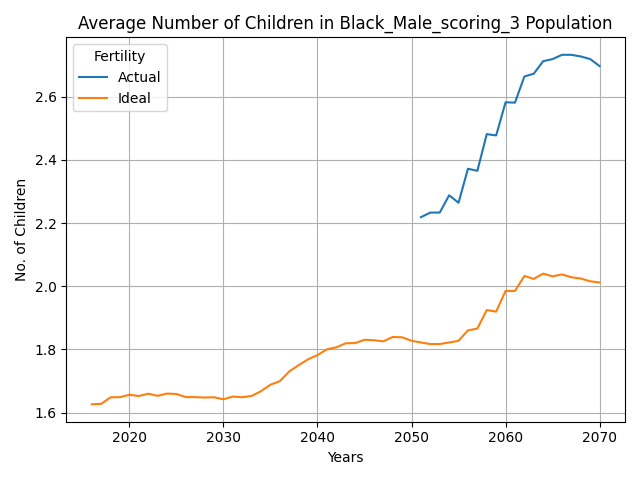 Average Number of Children in Black_Male_scoring_3 Population
Fertility
Actual
Ideal
No. of Children
2.6
2.4
2.2
2.0
1.8
1.6
2020
2030
2040
2050
2060
2070
Years